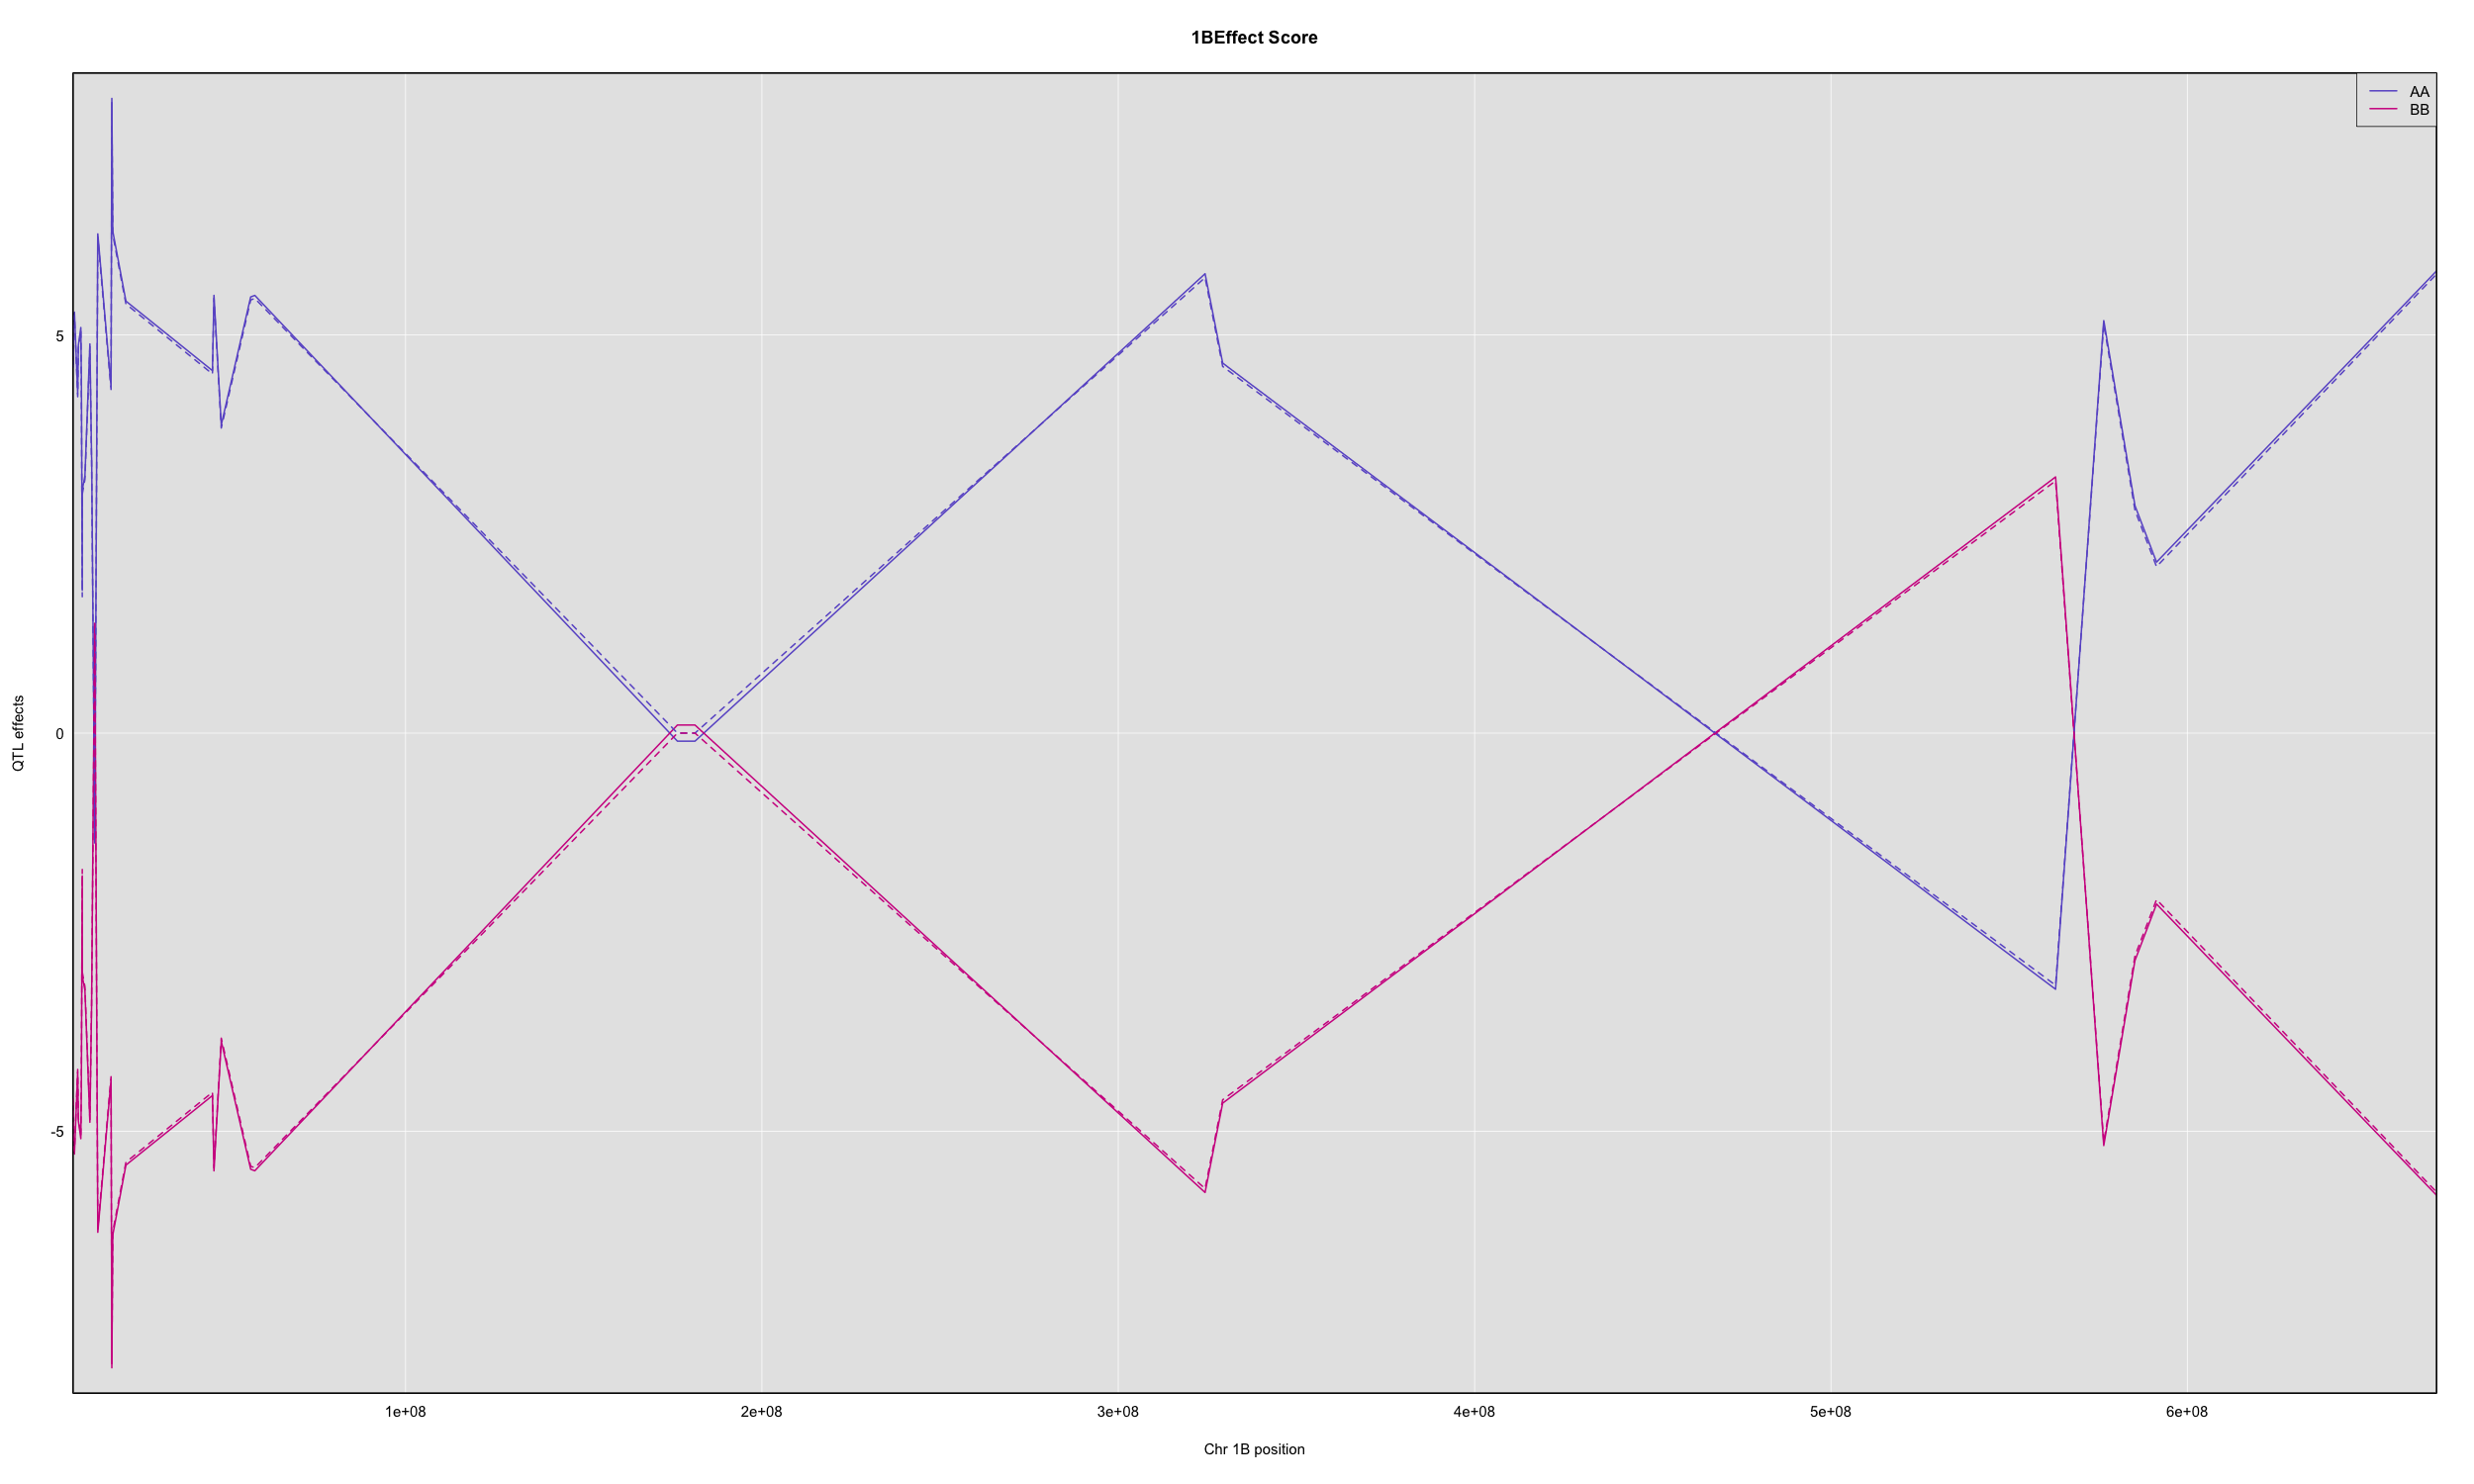 1BEffect Score
AA
BB
QTL effects
5
0
-5
1e+08
2e+08
3e+08
4e+08
5e+08
6e+08
Chr 1B position